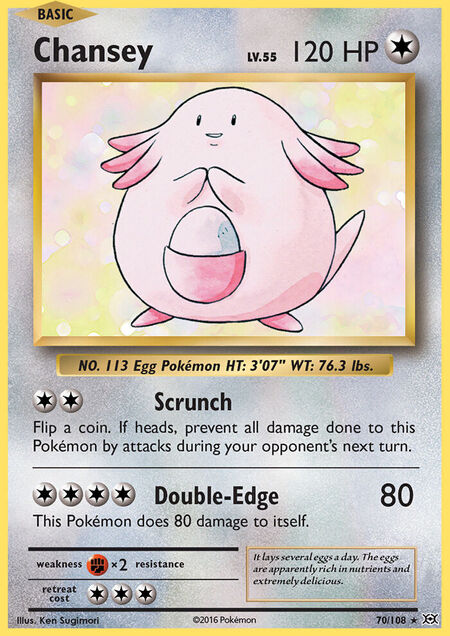 BASIC
Chansey LV.55 120 HP
NO. 113 Egg Pokémon HT: 3'07" WT: 76.3 lbs.
Scrunch
Flip a coin. If heads, prevent all damage done to this
Pokémon by attacks during your opponent's next turn.
Double-Edge 80
This Pokémon does 80 damage to itself.
weakness ×2 resistance
retreat
cost
It lays several eggs a day. The eggs
are apparently rich in nutrients and
extremely delicious.
Illus. Ken Sugimori ©2016 Pokémon 70/108 ★